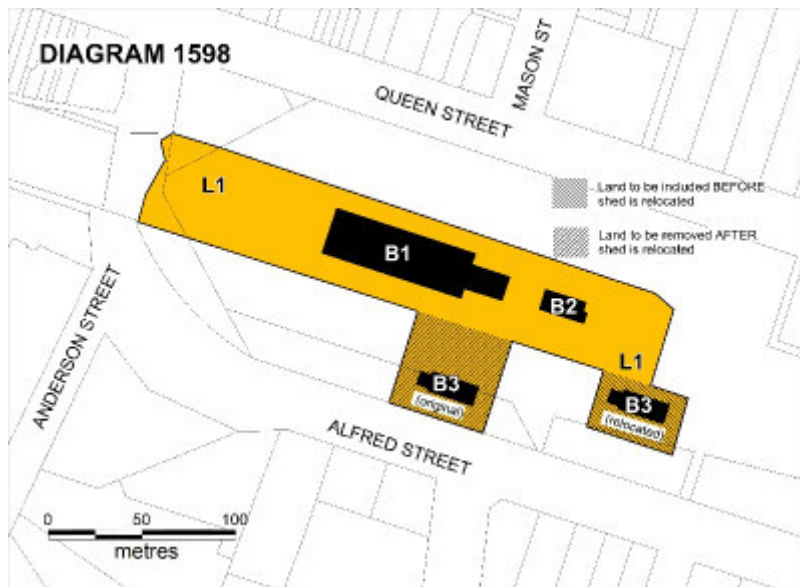 DIAGRAM 1598
QUEEN STREET
MASON ST
L1
Land to be included BEFORE
shed is relocated
Land to be removed AFTER
shed is relocated
B1
B2
ANDERSON STREET
L1
B3
(original)
B3
(relocated)
ALFRED STREET
0 50 100
metres